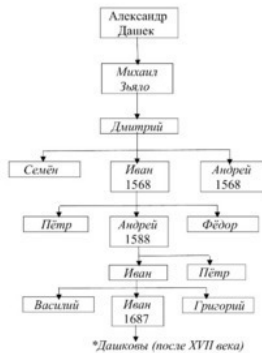 Александр
Дашек
Михаил
Зьяло
Дмитрий
Семён
Иван
1568
Андрей
1568
Пётр
Андрей
1588
Фёдор
Иван
Пётр
Василий
Иван
1687
Григорий
*Дашковы (после XVII века)